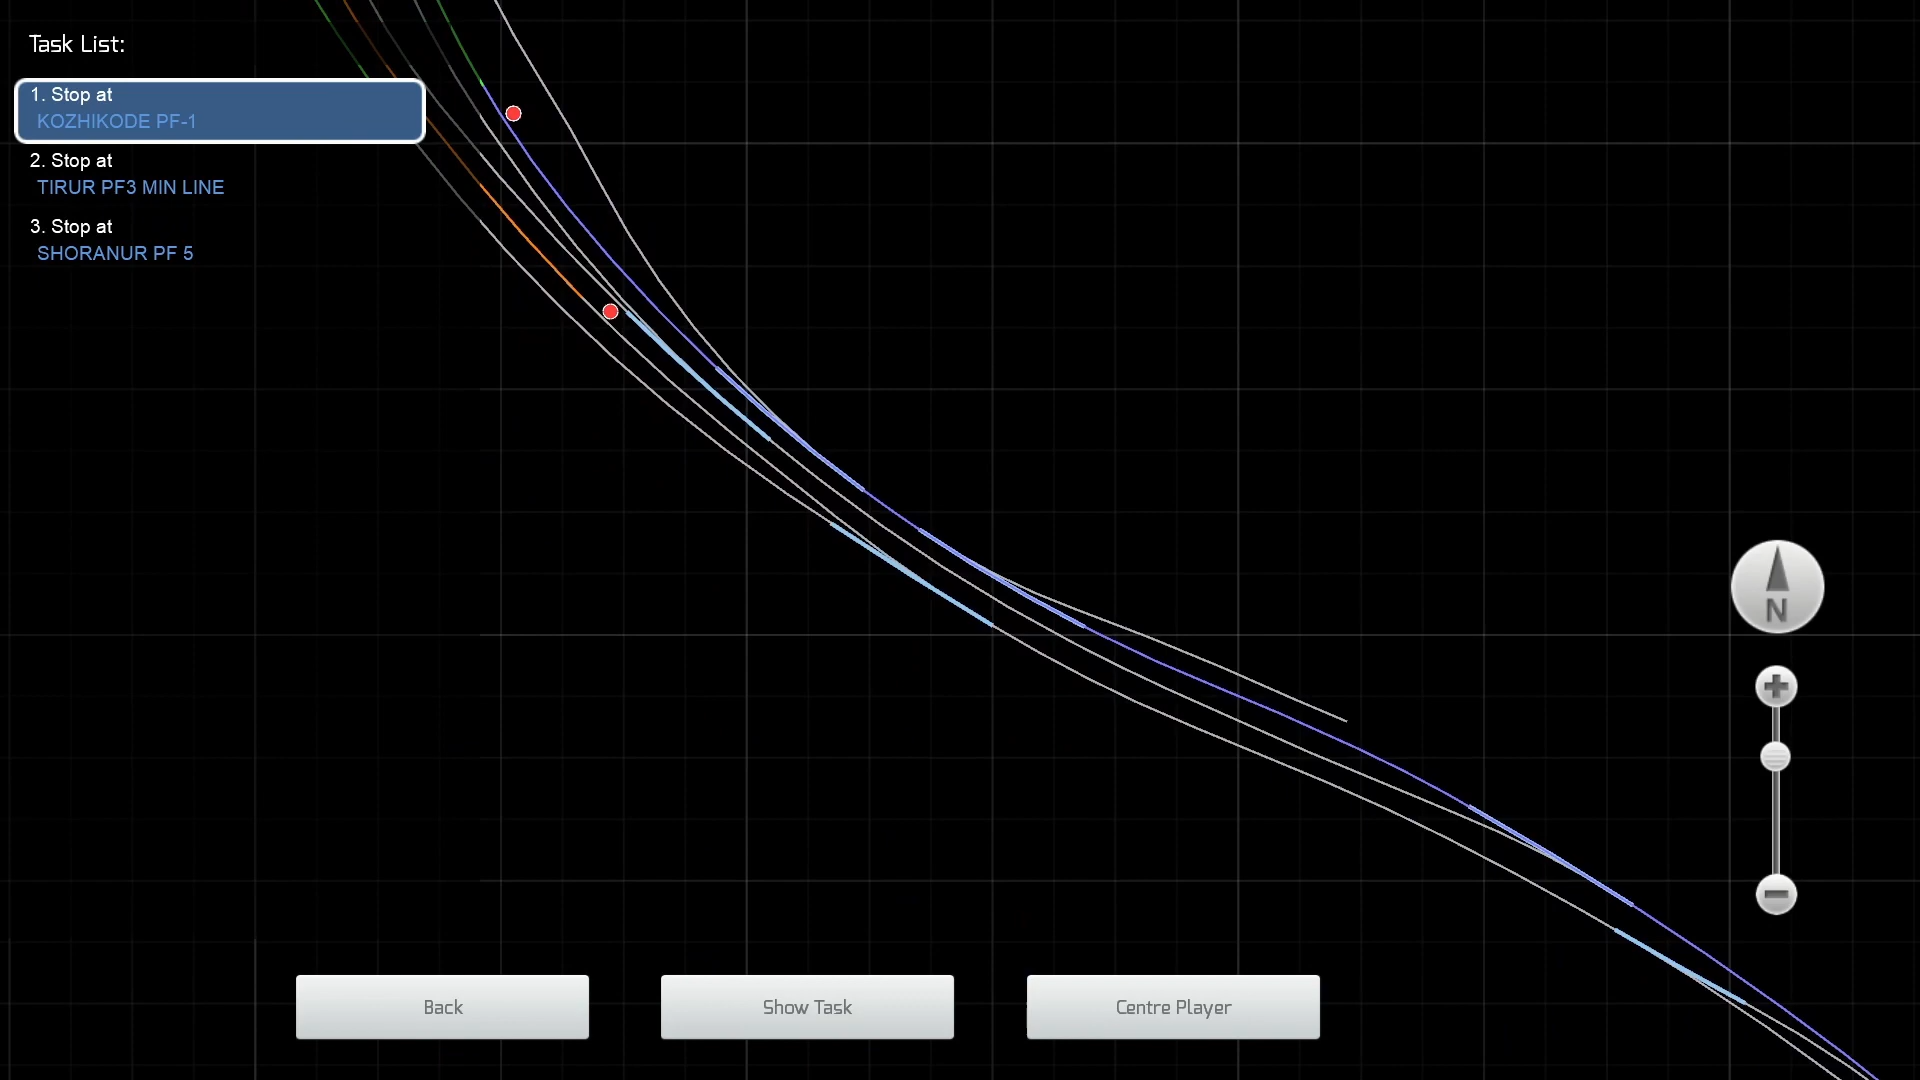 Task List:
1. Stop at
KOZHIKODE PF-1
2. Stop at
TIRUR PF3 MIN LINE
3. Stop at
SHORANUR PF 5
N
Back
Show Task
Centre Player